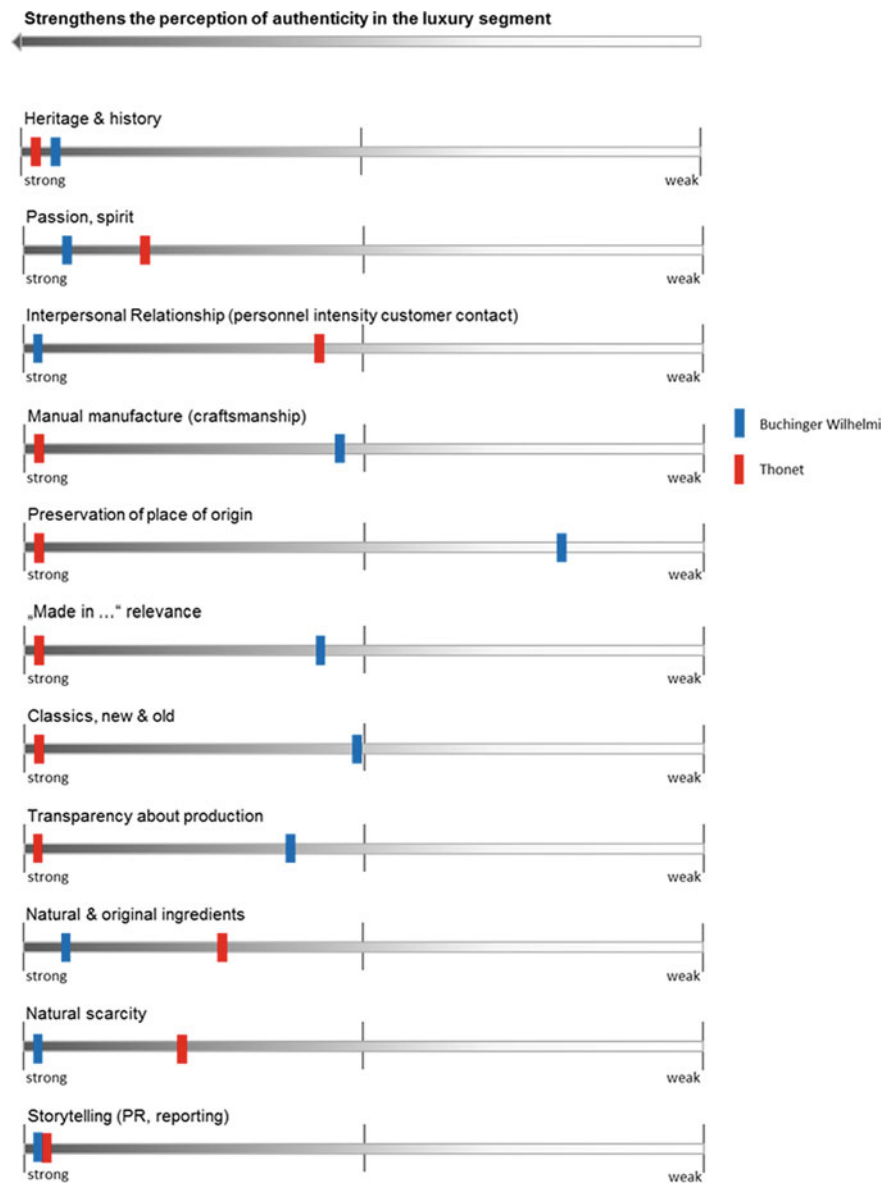 Strengthens the perception of authenticity in the luxury segment
Heritage & history
strong weak
Passion, spirit
strong weak
Interpersonal Relationship (personnel intensity customer contact)
strong weak
Manual manufacture (craftsmanship)
strong weak
Buchinger Wilhelmi
Thonet
Preservation of place of origin
strong weak
„Made in ...“ relevance
strong weak
Classics, new & old
strong weak
Transparency about production
strong weak
Natural & original ingredients
strong weak
Natural scarcity
strong weak
Storytelling (PR, reporting)
strong weak